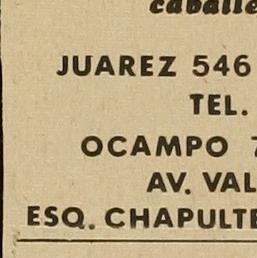 caballe
JUAREZ 546
TEL.
OCAMPO
AV. VAL
ESQ. CHAPULTE